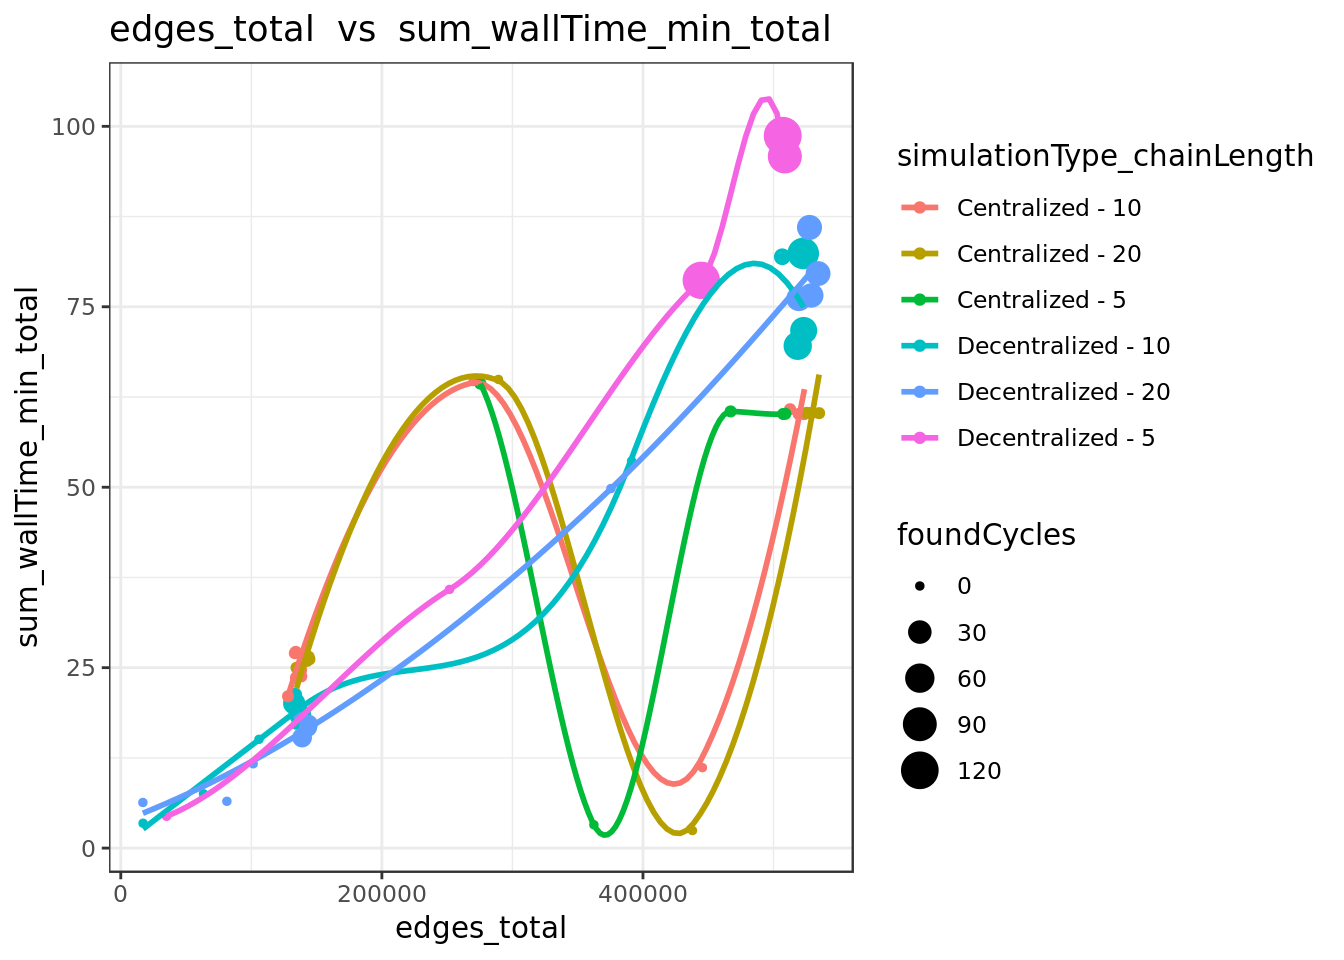 edges_total  vs  sum_wallTime_min_total
sum_wallTime_min_total
100
75
50
25
0
0
200000
400000
edges_total
simulationType_chainLength
Centralized - 10
Centralized - 20
Centralized - 5
Decentralized - 10
Decentralized - 20
Decentralized - 5
foundCycles
0
30
60
90
120